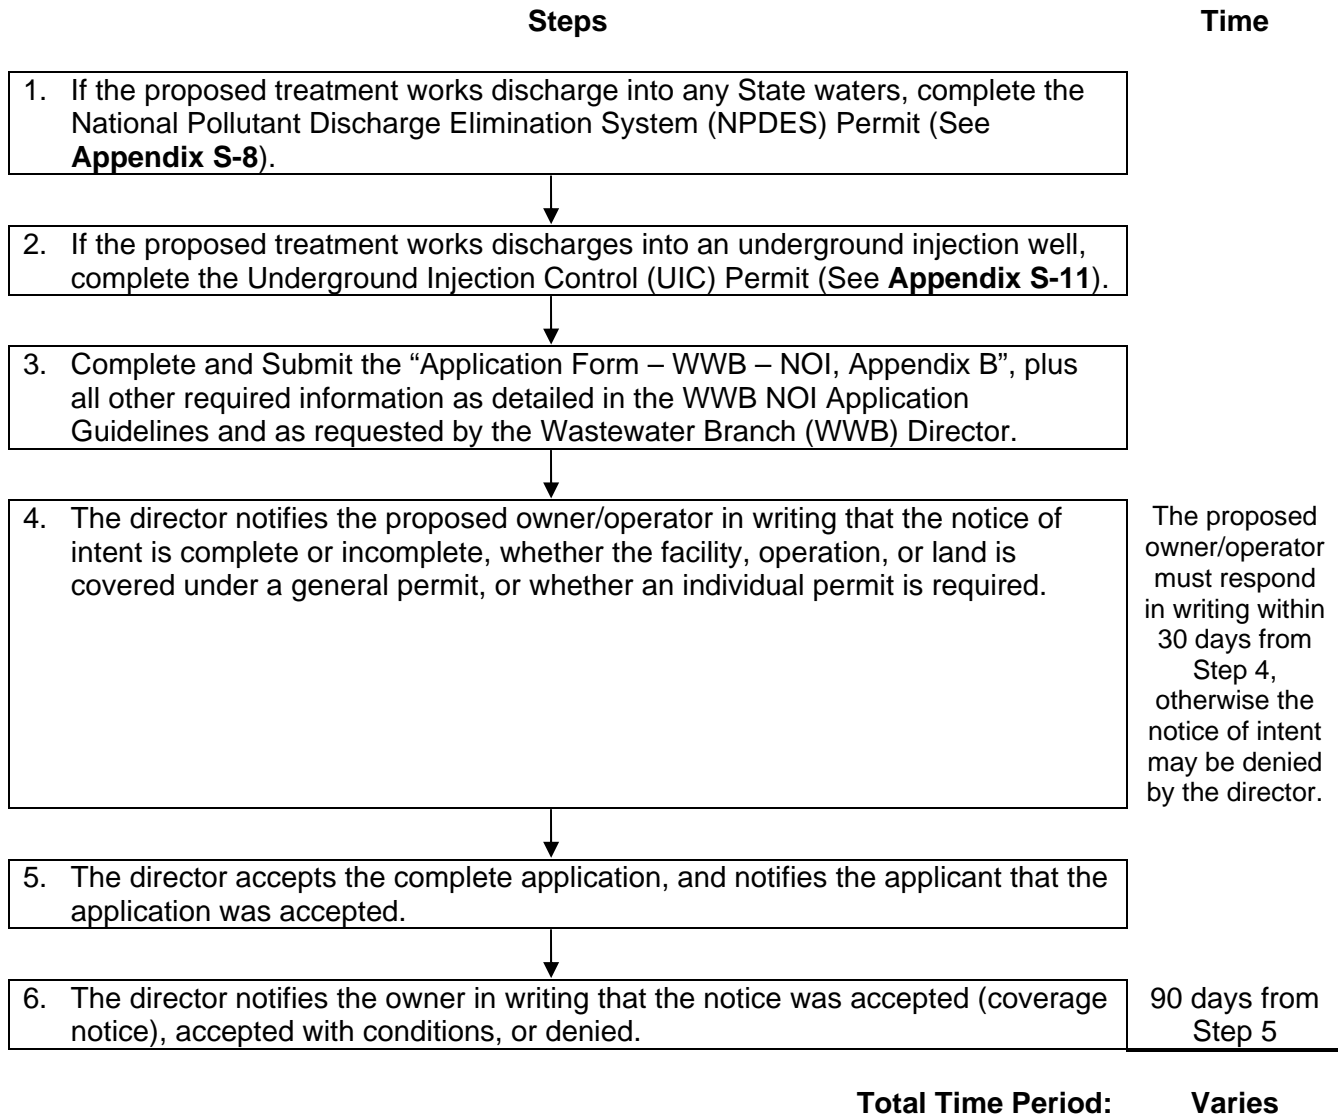 Steps
Time
1. If the proposed treatment works discharge into any State waters, complete the
National Pollutant Discharge Elimination System (NPDES) Permit (See
Appendix S-8).
2. If the proposed treatment works discharges into an underground injection well,
complete the Underground Injection Control (UIC) Permit (See Appendix S-11).
3. Complete and Submit the “Application Form – WWB – NOI, Appendix B”, plus
all other required information as detailed in the WWB NOI Application
Guidelines and as requested by the Wastewater Branch (WWB) Director.
4. The director notifies the proposed owner/operator in writing that the notice of
intent is complete or incomplete, whether the facility, operation, or land is
covered under a general permit, or whether an individual permit is required.
The proposed
owner/operator
must respond
in writing within
30 days from
Step 4,
otherwise the
notice of intent
may be denied
by the director.
5. The director accepts the complete application, and notifies the applicant that the
application was accepted.
6. The director notifies the owner in writing that the notice was accepted (coverage
notice), accepted with conditions, or denied.
90 days from
Step 5
Total Time Period:
Varies